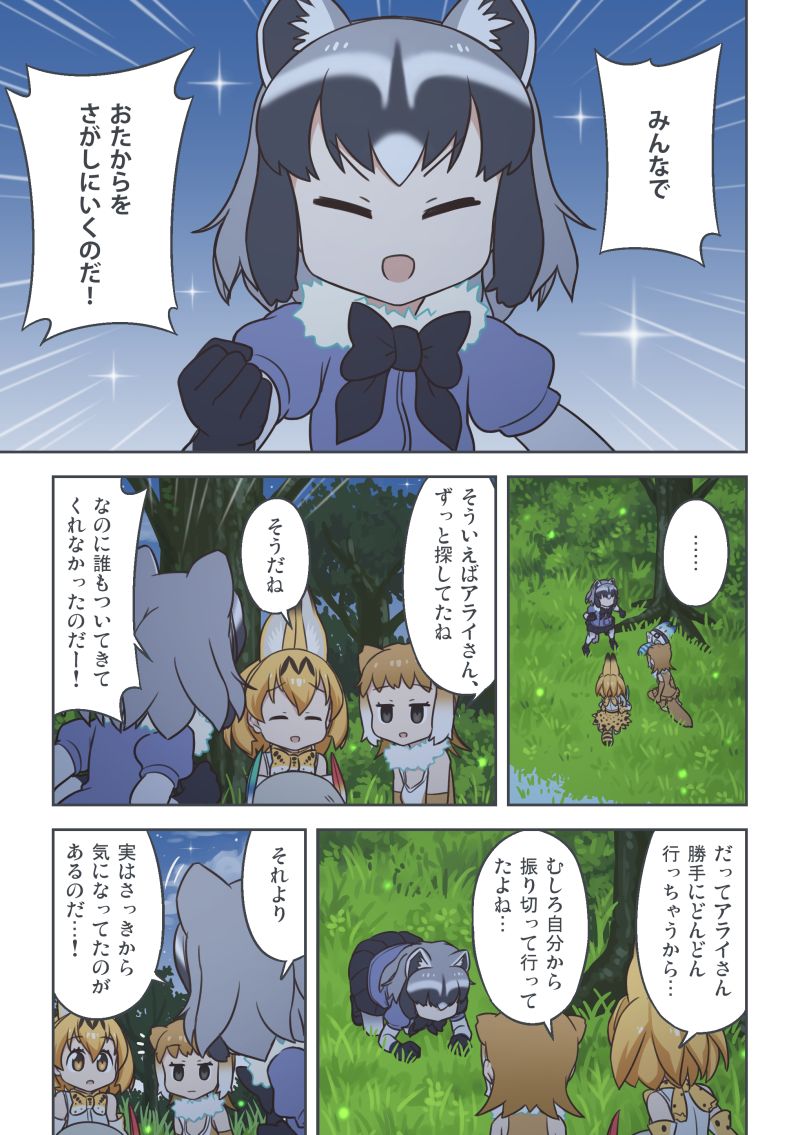 みんなで
おたからを
さがしにいくのだ！
……
そういえばアライさん、
ずっと探してたね
そうだね
なのに誰もついてきて
くれなかったのだー！
だってアライさん
勝手にどんどん
行っちゃうから…
むしろ自分から
振り切って行って
たよね…
それより
実はさっきから
気になってたのが
あるのだ…！